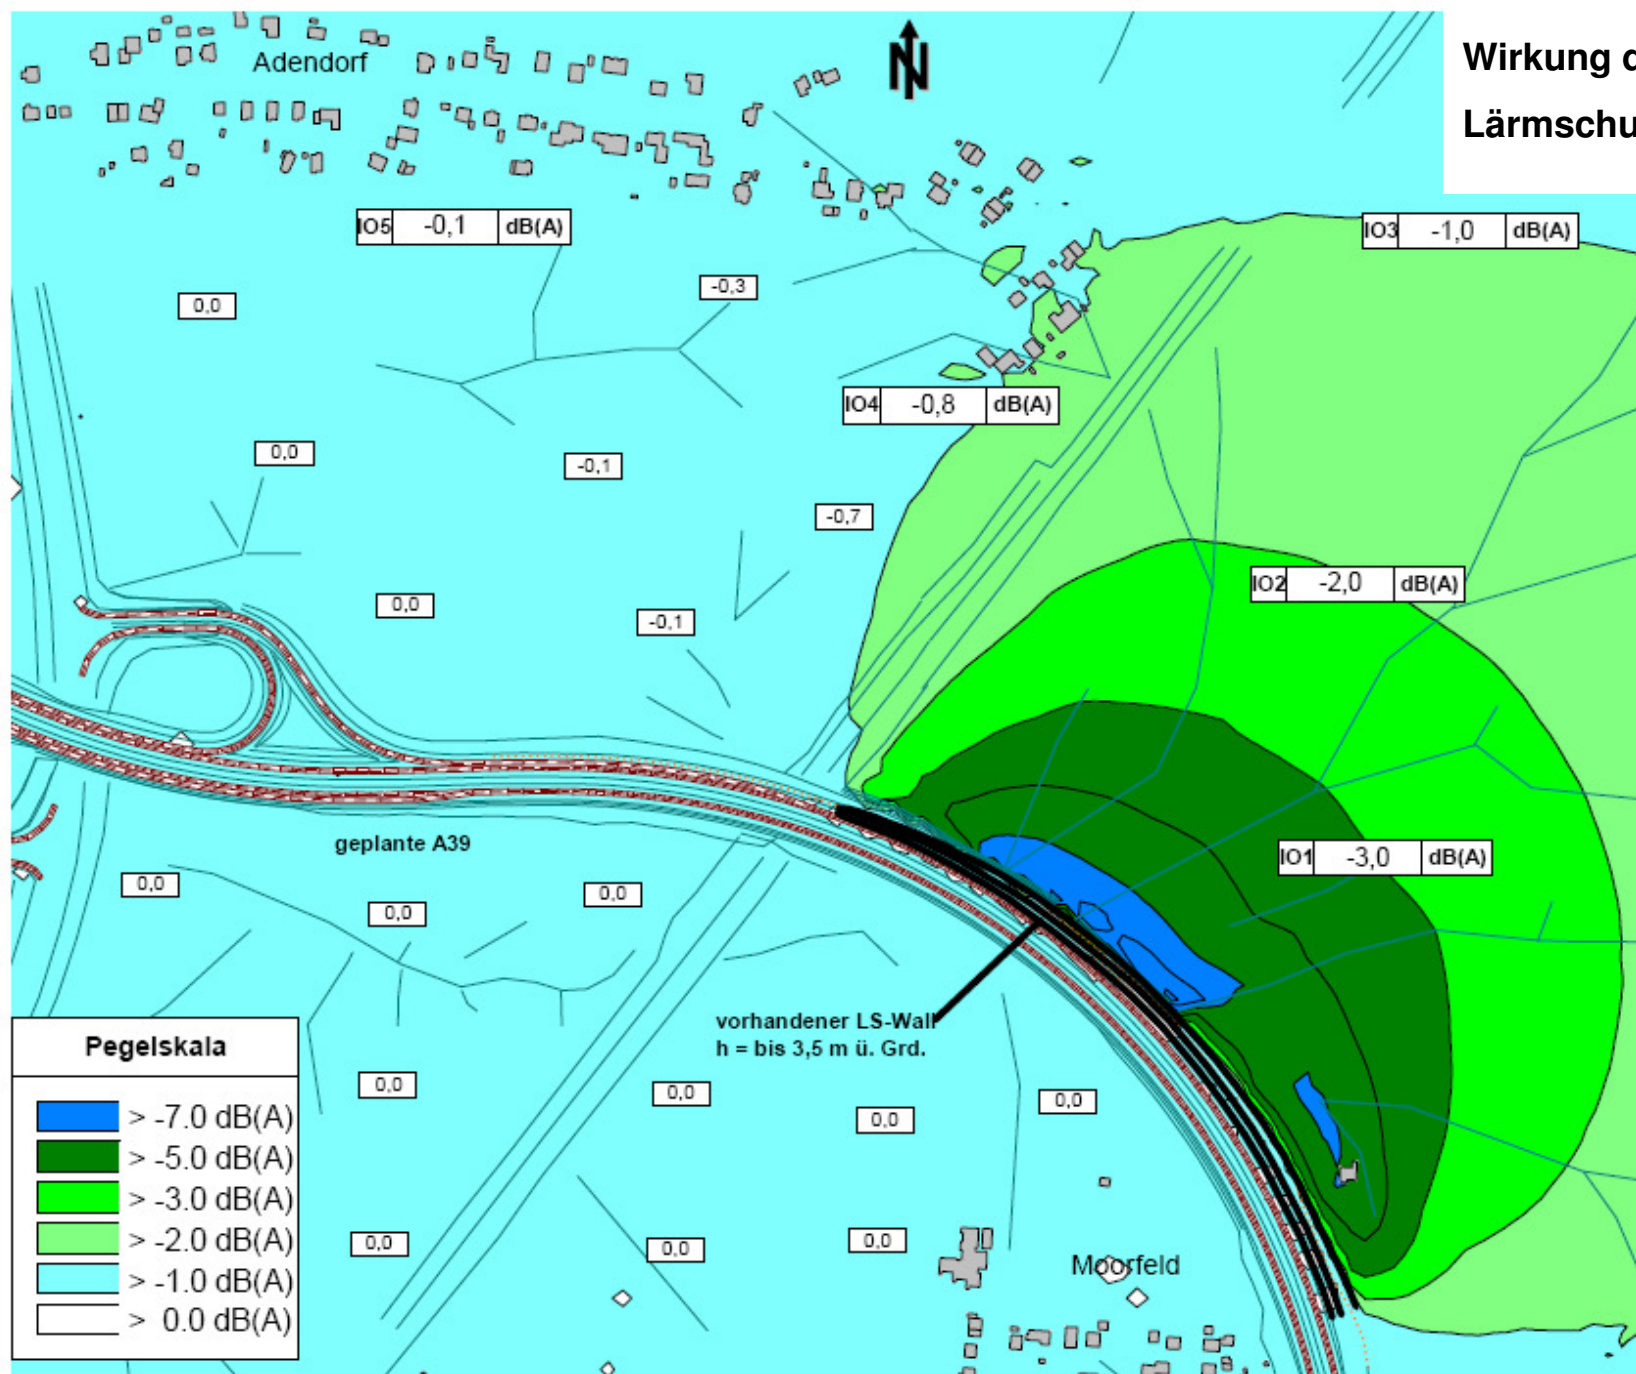 Wirkung d
Lärmschu
Adendorf
N
IO5 -0,1 dB(A)
IO3 -1,0 dB(A)
-0,3
0,0
IO4 -0,8 dB(A)
0,0
-0,1
-0,7
IO2 -2,0 dB(A)
0,0
-0,1
geplante A39
IO1 -3,0 dB(A)
0,0
0,0
0,0
vorhandener LS-Wall
h = bis 3,5 m ü. Grd.
0,0
0,0
0,0
0,0
0,0
0,0
0,0
Moorfeld
Pegelskala
> -7.0 dB(A)
> -5.0 dB(A)
> -3.0 dB(A)
> -2.0 dB(A)
> -1.0 dB(A)
> 0.0 dB(A)